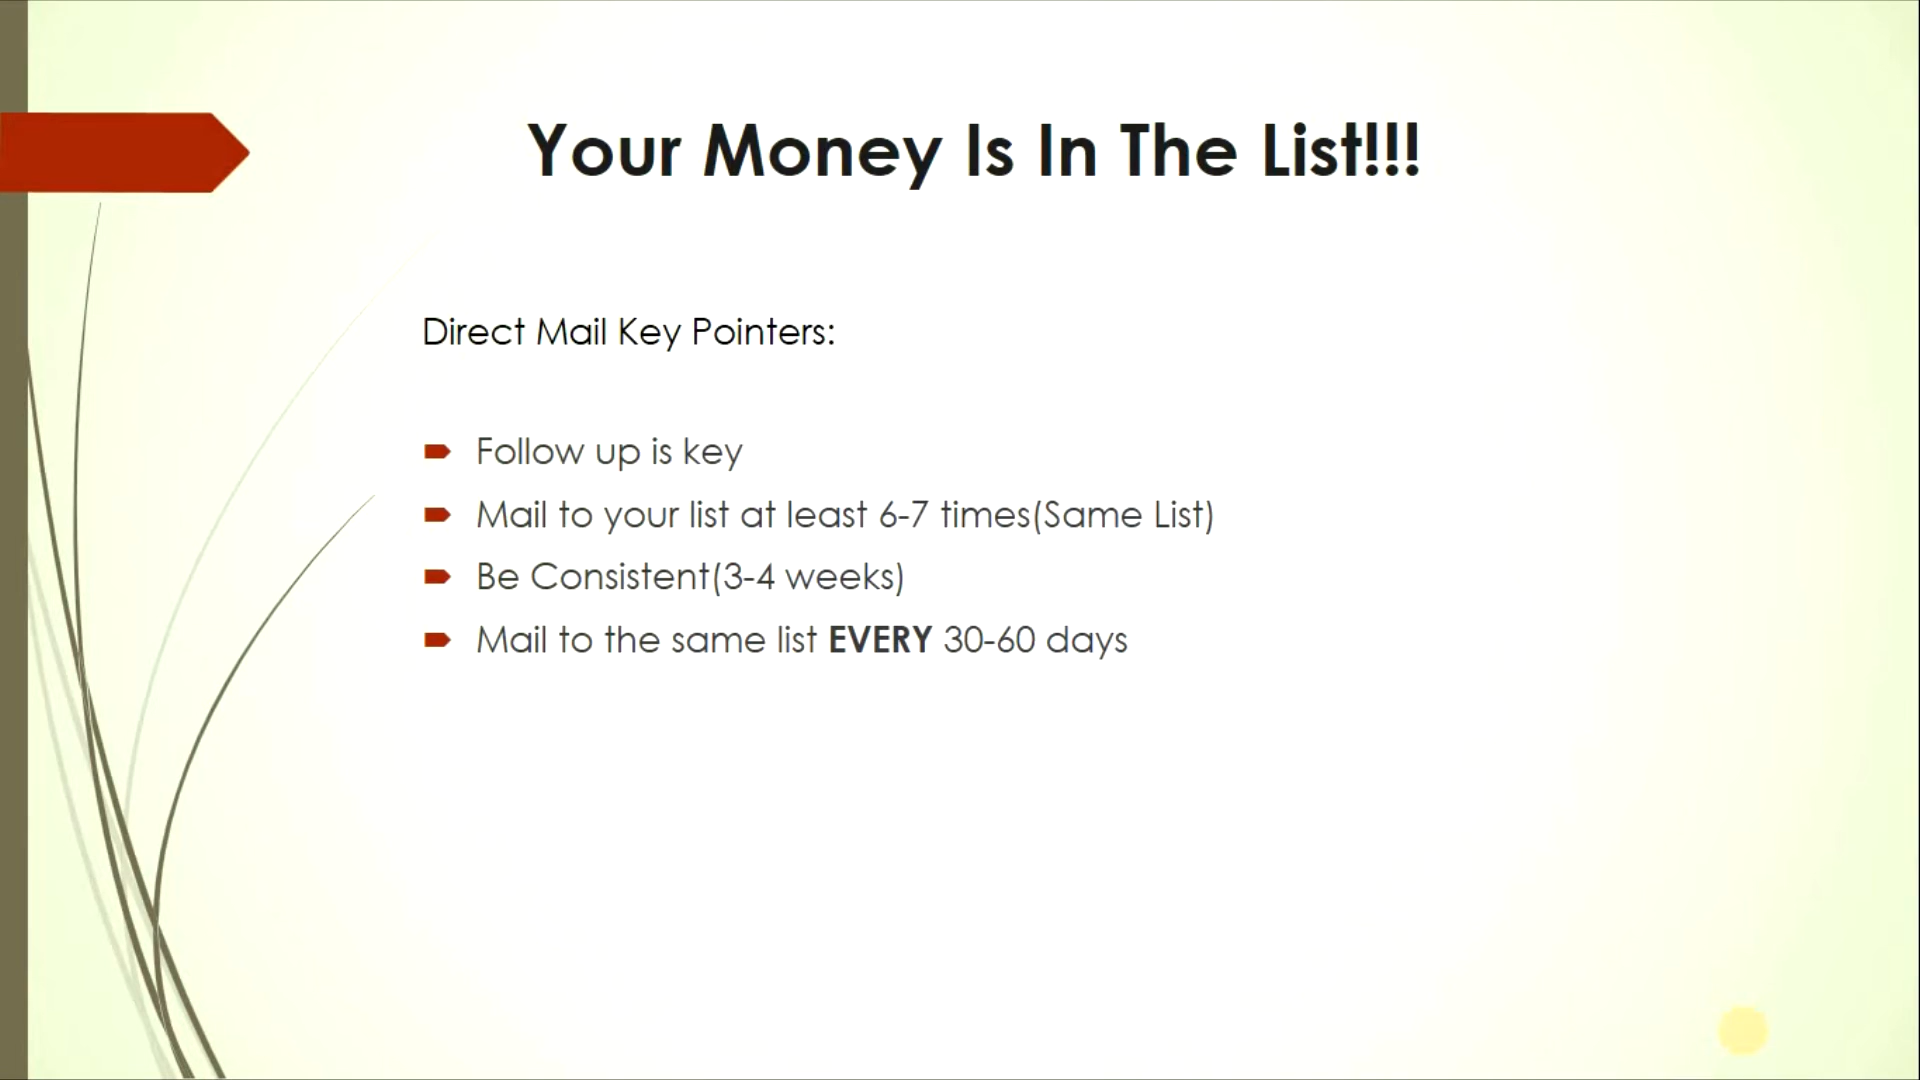 Your Money Is In The List!!!
Direct Mail Key Pointers:
Follow up is key
Mail to your list at least 6-7 times(Same List)
Be Consistent(3-4 weeks)
Mail to the same list EVERY 30-60 days